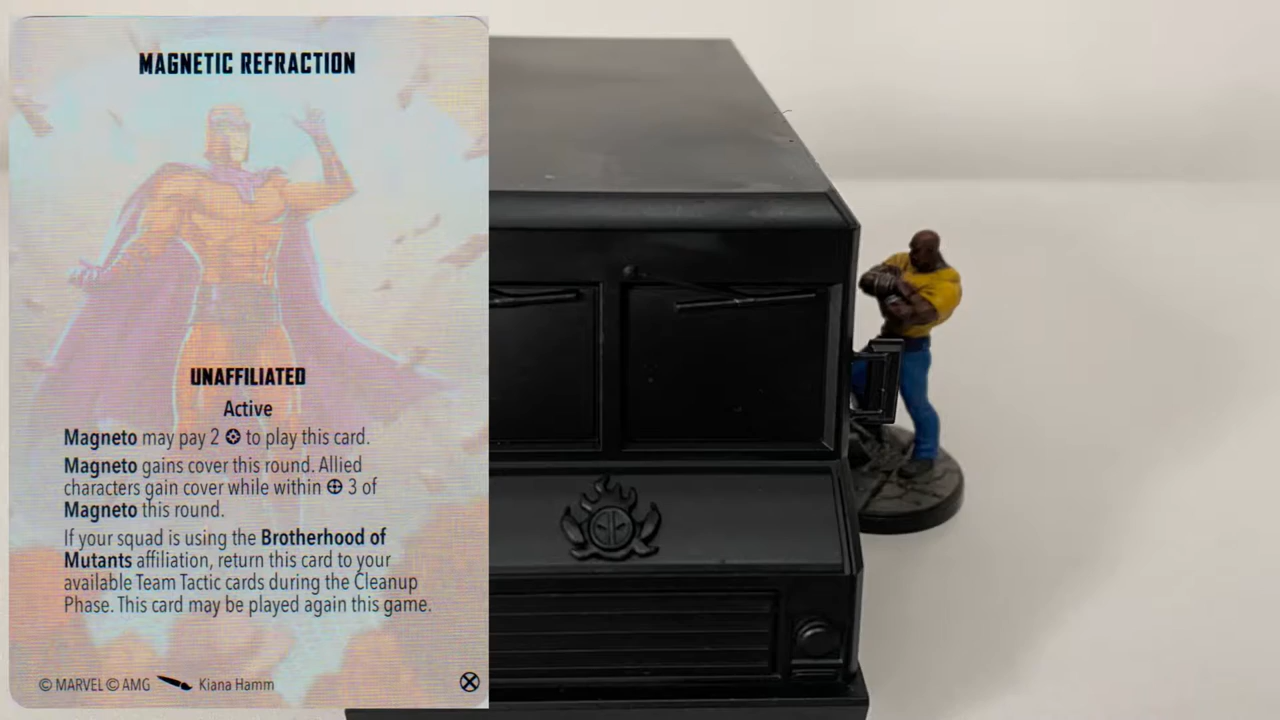 MAGNETIC REFRACTION
UNAFFILIATED
Active
Magneto may pay 2 to play this card.
Magneto gains cover this round. Allied
characters gain cover while within 3 of
Magneto this round.
If your squad is using the Brotherhood of
Mutants affiliation, return this card to your
available Team Tactic cards during the Cleanup
Phase. This card may be played again this game.
© MARVEL © AMG Kiana Hamm